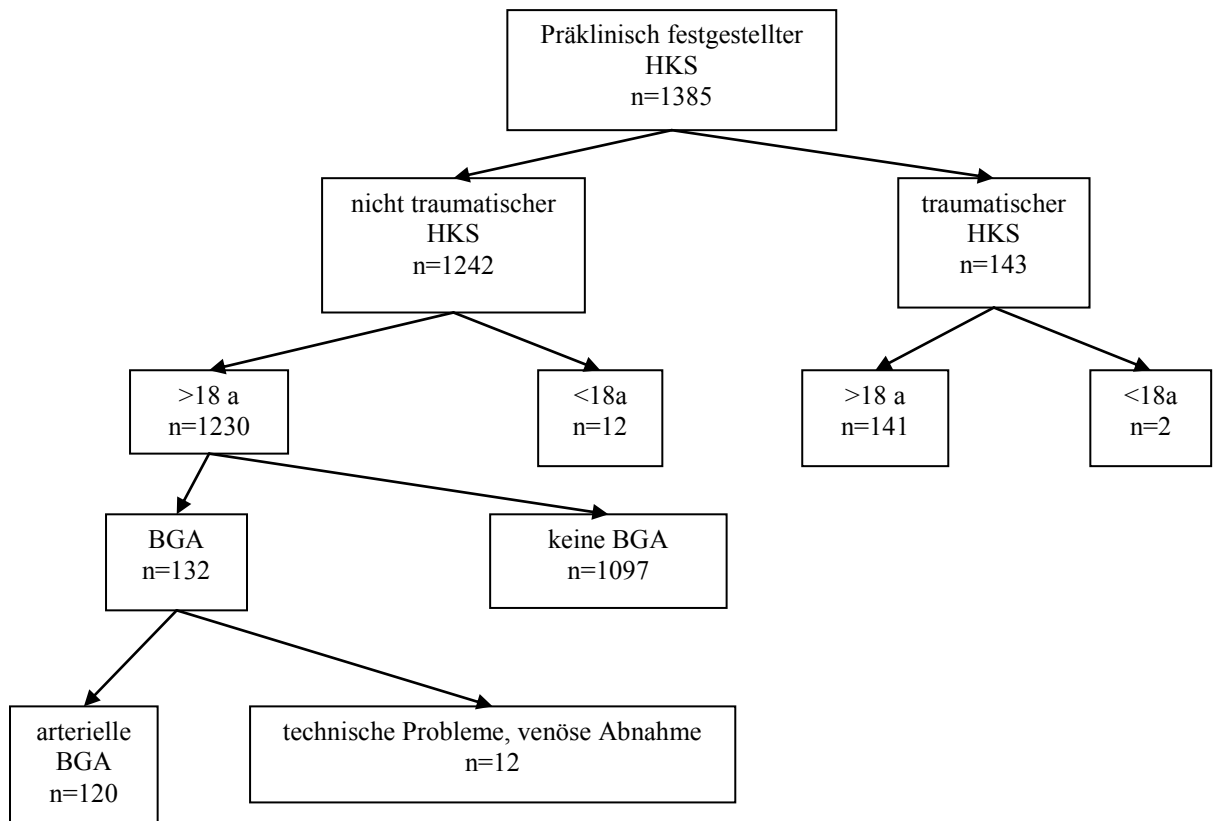 Präklinisch festgestellter
HKS
n=1385
nicht traumatischer
HKS
n=1242
traumatischer
HKS
n=143
>18 a
n=1230
<18a
n=12
>18 a
n=141
<18a
n=2
BGA
n=132
keine BGA
n=1097
arterielle
BGA
n=120
technische Probleme, venöse Abnahme
n=12